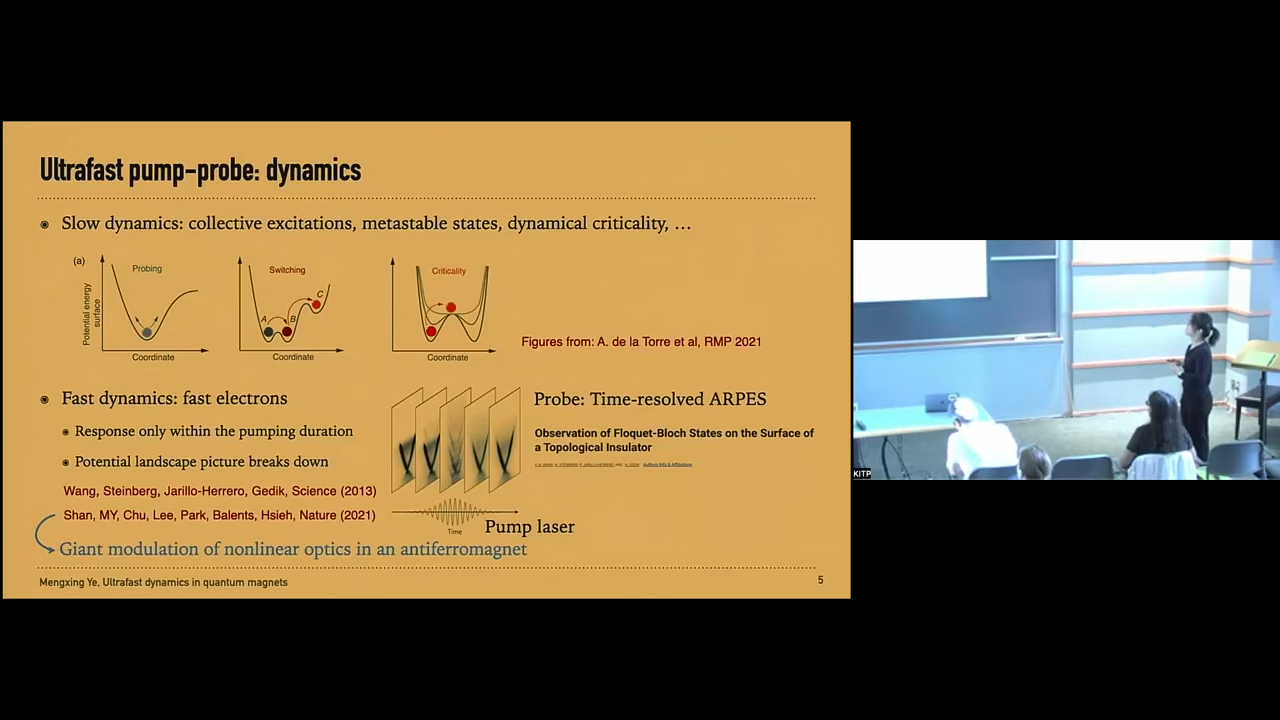 Ultrafast pump-probe: dynamics
Slow dynamics: collective excitations, metastable states, dynamical criticality, …
(a)
Probing
Potential energy
surface
Coordinate
Switching
A
B
C
Coordinate
Criticality
Coordinate
Figures from: A. de la Torre et al, RMP 2021
Fast dynamics: fast electrons
Response only within the pumping duration
Potential landscape picture breaks down
Wang, Steinberg, Jarillo-Herrero, Gedik, Science (2013)
Shan, MY, Chu, Lee, Park, Balents, Hsieh, Nature (2021)
Giant modulation of nonlinear optics in an antiferromagnet
Time
Pump laser
Probe: Time-resolved ARPES
Observation of Floquet-Bloch States on the Surface of
a Topological Insulator
Authors Info & Affiliations
Mengxing Ye, Ultrafast dynamics in quantum magnets
5
KITP